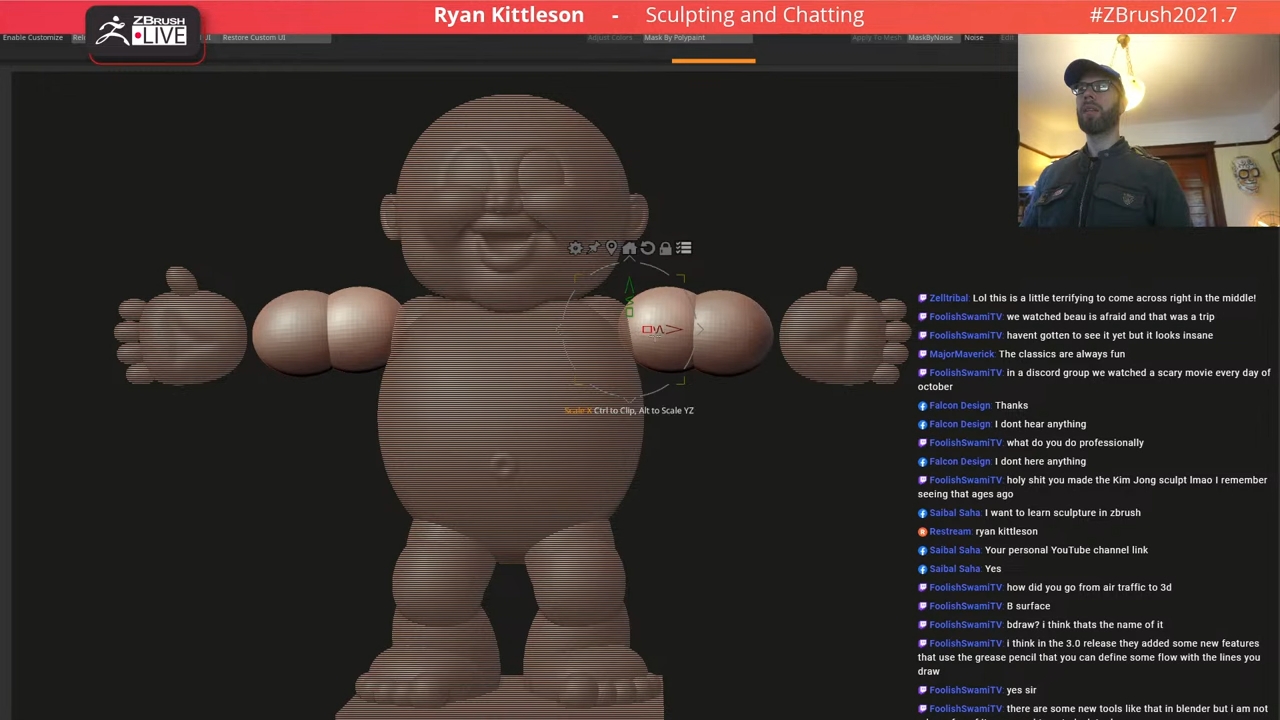 Ryan Kittleson - Sculpting and Chatting #ZBrush2021.7
ZBRUSH
LIVE
Enable Customize
UI Restore Custom UI
Adjust Colors Mask By Polypaint
Apply To Mesh MaskByNoise Noise Edit
Scale X Ctrl to Clip, Alt to Scale YZ
Zelltribal: Lol this is a little terrifying to come across right in the middle!
FoolishSwamiTV: we watched beau is afraid and that was a trip
FoolishSwamiTV: havent gotten to see it yet but it looks insane
MajorMaverick: The classics are always fun
FoolishSwamiTV: in a discord group we watched a scary movie every day of
october
Falcon Design: Thanks
Falcon Design: I dont hear anything
FoolishSwamiTV: what do you do professionally
Falcon Design: I dont here anything
FoolishSwamiTV: holy shit you made the Kim Jong sculpt lmao I remember
seeing that ages ago
Saibal Saha: I want to learn sculpture in zbrush
Restream: ryan kittleson
Saibal Saha: Your personal YouTube channel link
Saibal Saha: Yes
FoolishSwamiTV: how did you go from air traffic to 3d
FoolishSwamiTV: B surface
FoolishSwamiTV: bdraw? i think thats the name of it
FoolishSwamiTV: i think in the 3.0 release they added some new features
that use the grease pencil that you can define some flow with the lines you
draw
FoolishSwamiTV: yes sir
FoolishSwamiTV: there are some new tools like that in blender but i am not